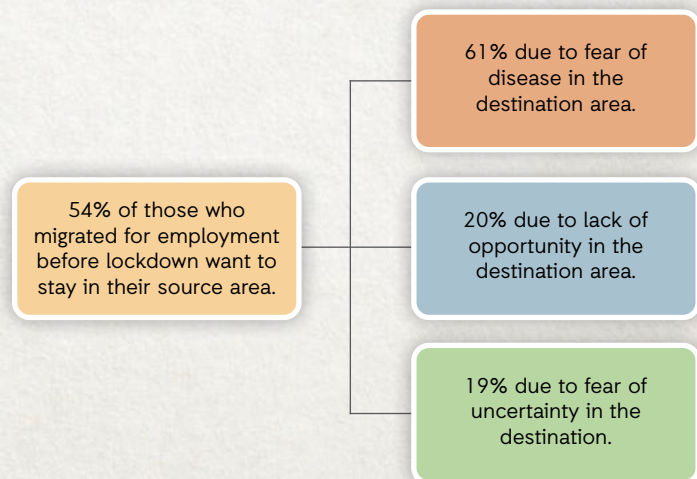 54% of those who
migrated for employment
before lockdown want to
stay in their source area.
61% due to fear of
disease in the
destination area.
20% due to lack of
opportunity in the
destination area.
19% due to fear of
uncertainty in the
destination.